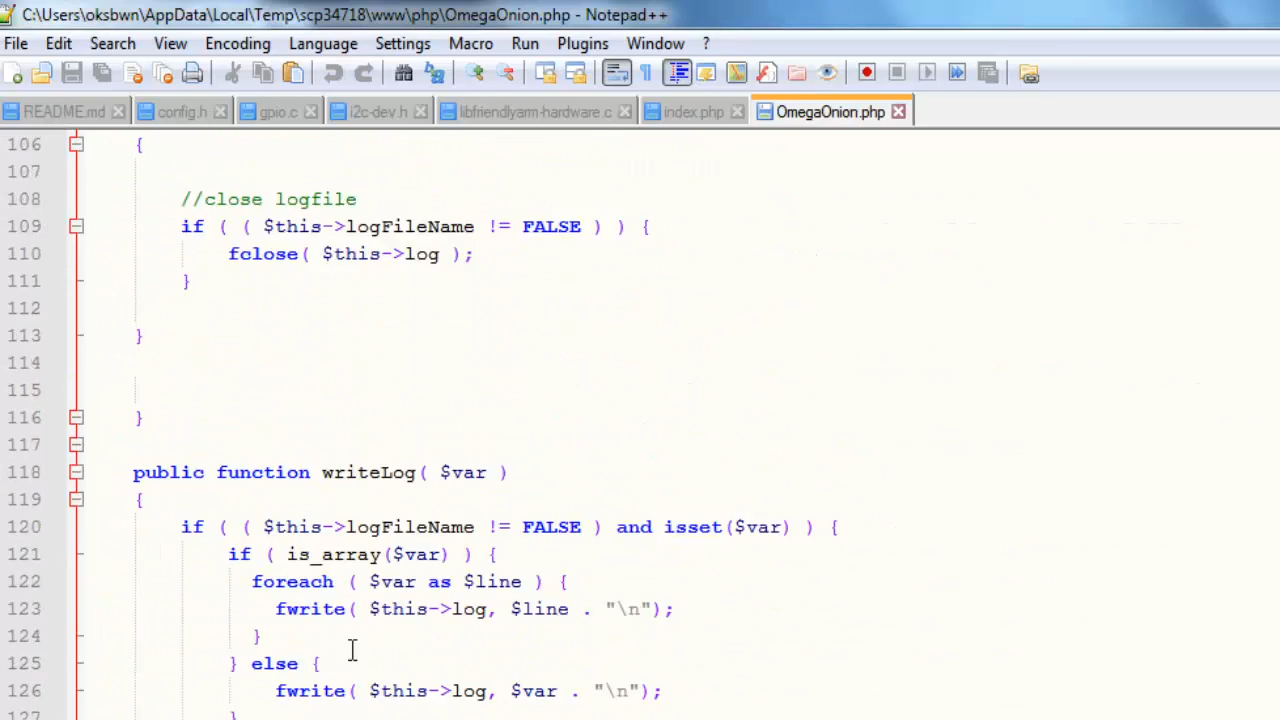 C:\Users\oksbwn\AppData\Local\Temp\scp34718\www\php\OmegaOnion.php - Notepad++
File Edit Search View Encoding Language Settings Macro Run Plugins Window ?
README.md config.h gpio.c i2c-dev.h libfriendlyarm-hardware.c index.php OmegaOnion.php
106 {
107
108 //close logfile
109 if ( ( $this->logFileName != FALSE ) ) {
110 fclose( $this->log );
111 }
112
113 }
114
115
116 }
117
118 public function writeLog( $var )
119 {
120 if ( ( $this->logFileName != FALSE ) and isset($var) ) {
121 if ( is_array($var) ) {
122 foreach ( $var as $line ) {
123 fwrite( $this->log, $line . "\n");
124 }
125 } else {
126 fwrite( $this->log, $var . "\n");
127 }